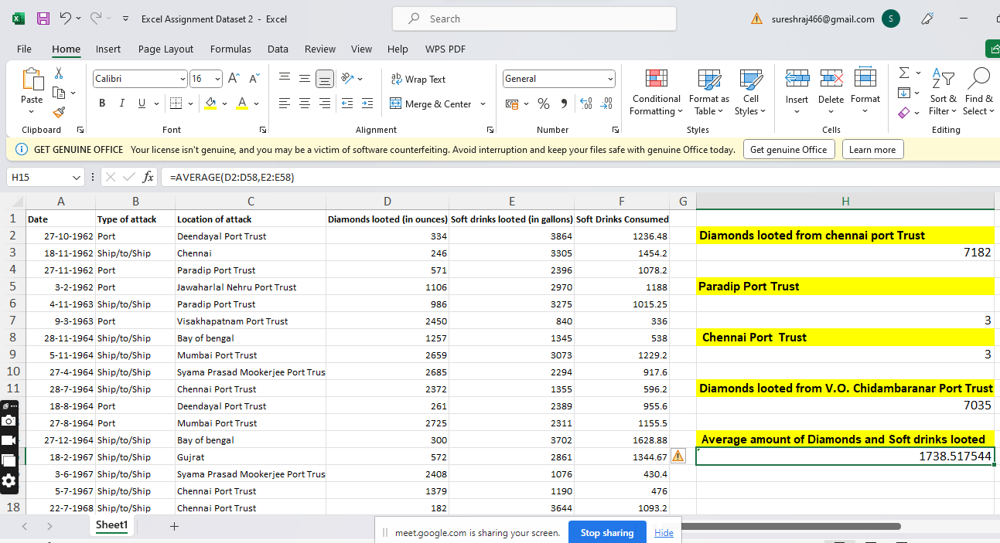 Excel Assignment Dataset 2 - Excel
Search
sureshraj466@gmail.com
S
File Home Insert Page Layout Formulas Data Review View Help WPS PDF
Paste
Clipboard
Calibri 16
B I U
Font
Wrap Text
Merge & Center
Alignment
General
Number
Conditional Formatting
Format as Table
Cell Styles
Styles
Insert Delete Format
Cells
Sort & Filter
Find & Select
Editing
GET GENUINE OFFICE Your license isn't genuine, and you may be a victim of software counterfeiting. Avoid interruption and keep your files safe with genuine Office today. Get genuine Office Learn more
H15 fx =AVERAGE(D2:D58,E2:E58)
A B C D E F G H
1 Date Type of attack Location of attack Diamonds looted (in ounces) Soft drinks looted (in gallons) Soft Drinks Consumed
2 27-10-1962 Port Deendayal Port Trust 334 3864 1236.48 Diamonds looted from chennai port Trust
3 18-11-1962 Ship/to/Ship Chennai 246 3305 1454.2 7182
4 27-11-1962 Port Paradip Port Trust 571 2396 1078.2
5 3-2-1962 Port Jawaharlal Nehru Port Trust 1106 2970 1188 Paradip Port Trust
6 4-11-1963 Ship/to/Ship Paradip Port Trust 986 3275 1015.25
7 9-3-1963 Port Visakhapatnam Port Trust 2450 840 336 3
8 28-11-1964 Ship/to/Ship Bay of bengal 1257 1345 538 Chennai Port Trust
9 5-11-1964 Ship/to/Ship Mumbai Port Trust 2659 3073 1229.2 3
10 27-4-1964 Ship/to/Ship Syama Prasad Mookerjee Port Trus 2685 2294 917.6
11 28-7-1964 Ship/to/Ship Chennai Port Trust 2372 1355 596.2 Diamonds looted from V.O. Chidambaranar Port Trust
18-8-1964 Port Deendayal Port Trust 261 2389 955.6 7035
27-8-1964 Port Mumbai Port Trust 2725 2311 1155.5
27-12-1964 Ship/to/Ship Bay of bengal 300 3702 1628.88 Average amount of Diamonds and Soft drinks looted
18-2-1967 Ship/to/Ship Gujrat 572 2861 1344.67 1738.517544
3-6-1967 Ship/to/Ship Syama Prasad Mookerjee Port Trus 2408 1076 430.4
5-7-1967 Ship/to/Ship Chennai Port Trust 1379 1190 476
18 22-7-1968 Ship/to/Ship Chennai Port Trust 182 3644 1093.2
Sheet1
meet.google.com is sharing your screen. Stop sharing Hide